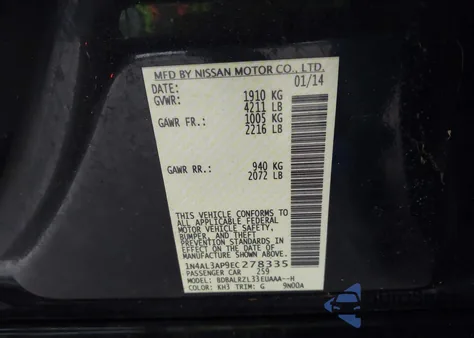 MFD BY NISSAN MOTOR CO., LTD.
DATE: 01/14
GVWR: 1910 KG
4211 LB
GAWR FR.: 1005 KG
2216 LB
GAWR RR.: 940 KG
2072 LB
THIS VEHICLE CONFORMS TO
ALL APPLICABLE FEDERAL
MOTOR VEHICLE SAFETY,
BUMPER, AND THEFT
PREVENTION STANDARDS IN
EFFECT ON THE DATE OF
MANUFACTURE SHOWN ABOVE.
1N4AL3AP9EC278335
PASSENGER CAR 259
MODEL: BDBALRZL33EUAAA--H
COLOR: KH3 TRIM: G 9N00A